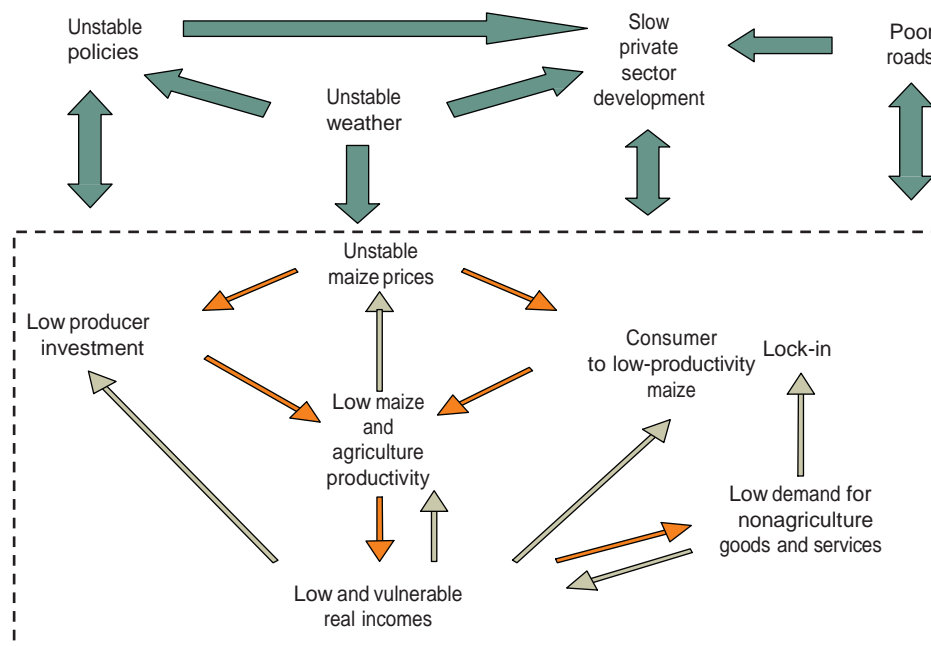 Unstable
policies
Slow
private
sector
development
Poor
roads
Unstable
weather
Unstable
maize prices
Low producer
investment
Consumer
to low-productivity
maize
Lock-in
Low maize
and
agriculture
productivity
Low demand for
nonagriculture
goods and services
Low and vulnerable
real incomes